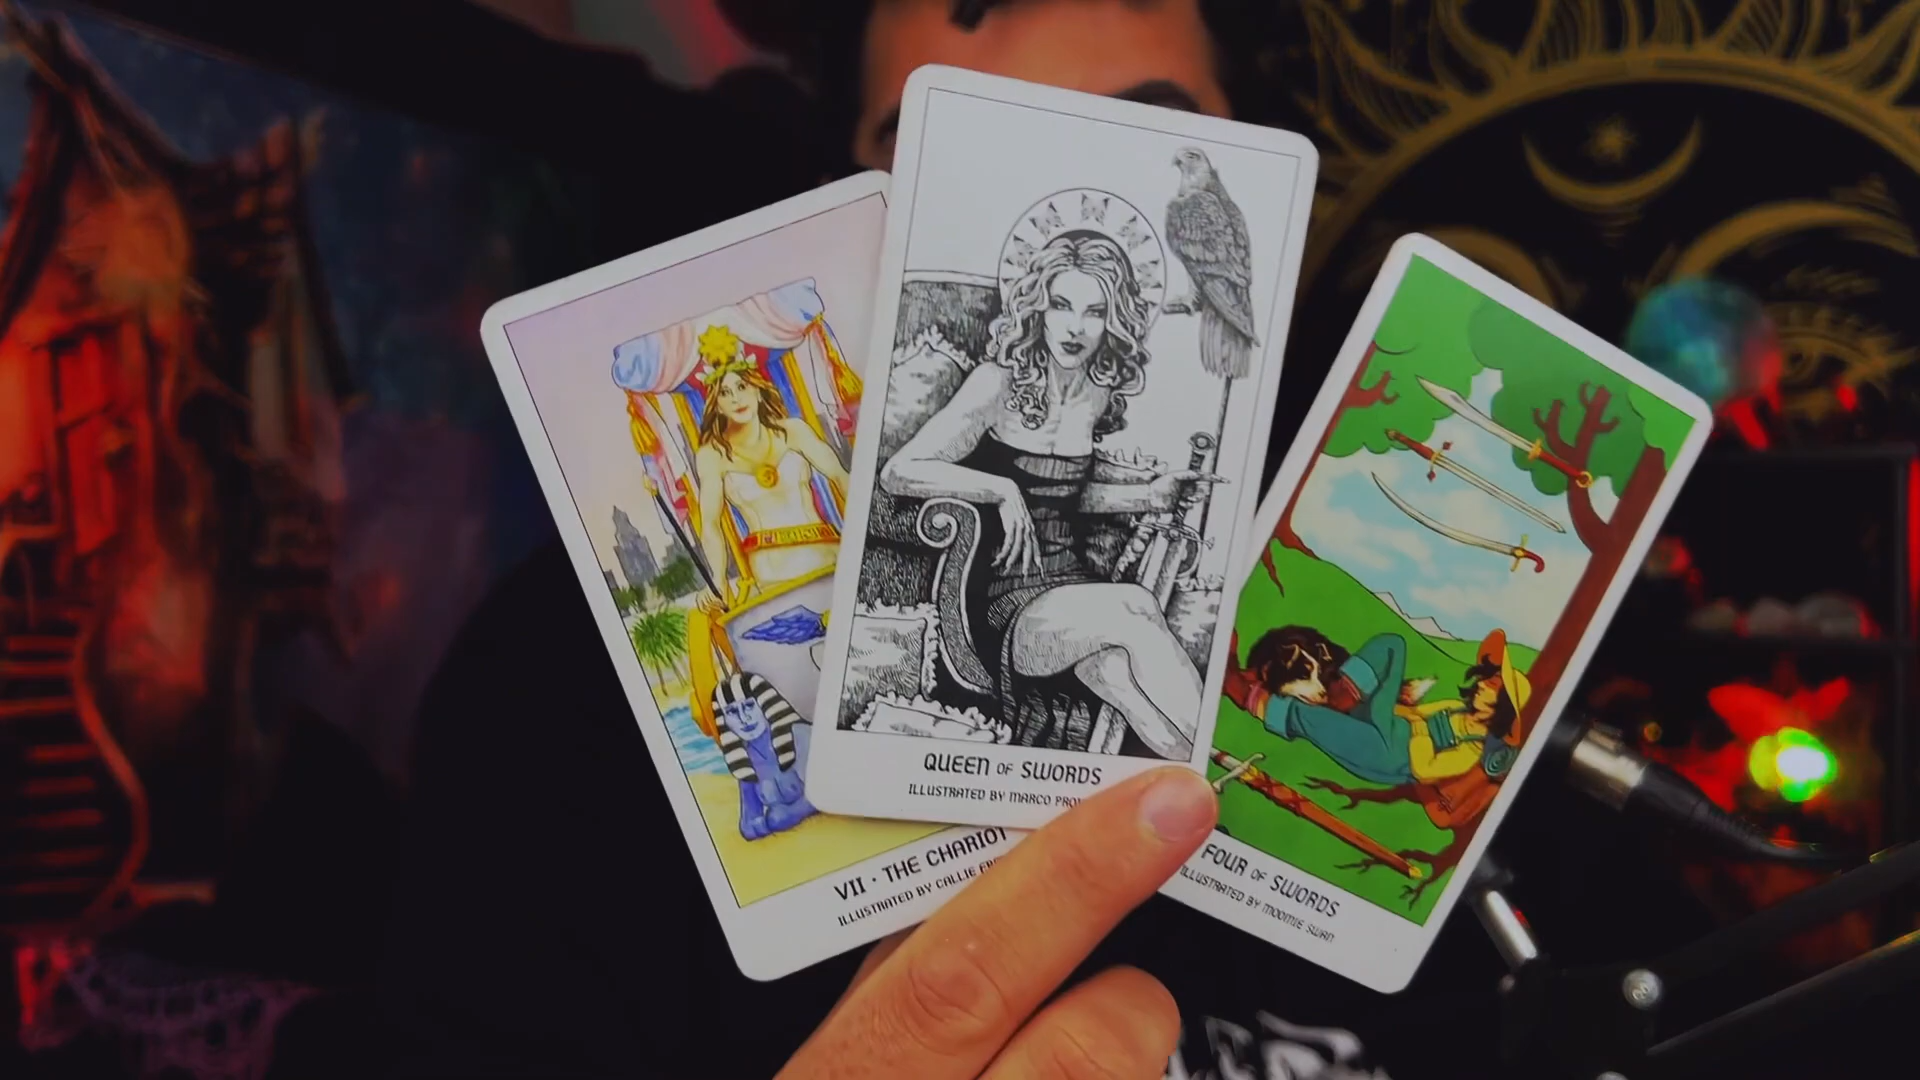 VII · THE CHARIOT
ILLUSTRATED BY CALLIE
QUEEN OF SWORDS
ILLUSTRATED BY MARCO
FOUR OF SWORDS
ILLUSTRATED BY MOOMIE SWAN